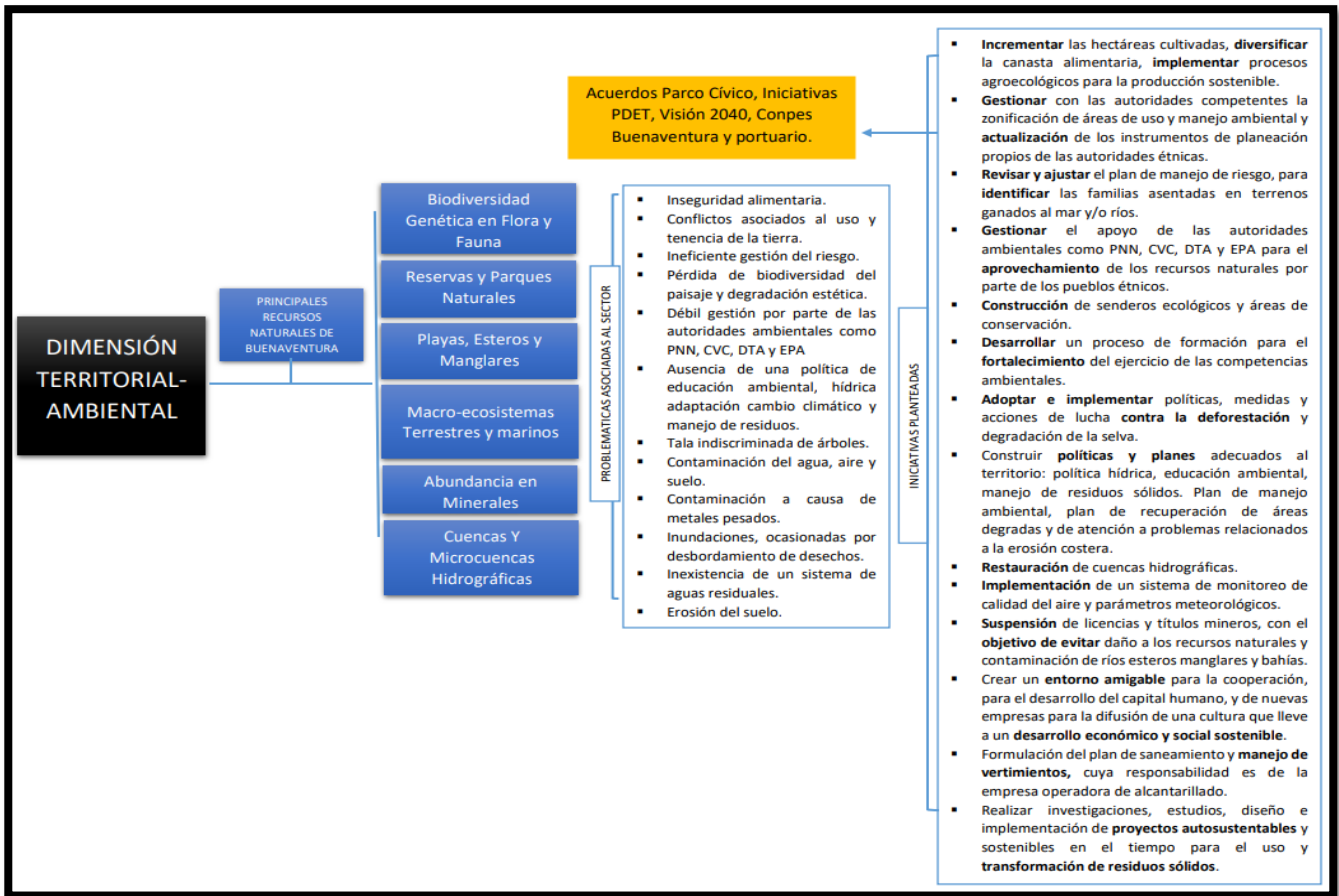 DIMENSIÓN
TERRITORIAL-
AMBIENTAL
PRINCIPALES
RECURSOS
NATURALES DE
BUENAVENTURA
Biodiversidad
Genética en Flora y
Fauna
Reservas y Parques
Naturales
Playas, Esteros y
Manglares
Macro-ecosistemas
Terrestres y marinos
Abundancia en
Minerales
Cuencas Y
Microcuencas
Hidrográficas
PROBLEMATICAS ASOCIADAS AL SECTOR
▪ Inseguridad alimentaria.
▪ Conflictos asociados al uso y
tenencia de la tierra.
▪ Ineficiente gestión del riesgo.
▪ Pérdida de biodiversidad del
paisaje y degradación estética.
▪ Débil gestión por parte de las
autoridades ambientales como
PNN, CVC, DTA y EPA
▪ Ausencia de una política de
educación ambiental, hídrica
adaptación cambio climático y
manejo de residuos.
▪ Tala indiscriminada de árboles.
▪ Contaminación del agua, aire y
suelo.
▪ Contaminación a causa de
metales pesados.
▪ Inundaciones, ocasionadas por
desbordamiento de desechos.
▪ Inexistencia de un sistema de
aguas residuales.
▪ Erosión del suelo.
Acuerdos Parco Cívico, Iniciativas
PDET, Visión 2040, Conpes
Buenaventura y portuario.
INICIATIVAS PLANTEADAS
▪ Incrementar las hectáreas cultivadas, diversificar
la canasta alimentaria, implementar procesos
agroecológicos para la producción sostenible.
▪ Gestionar con las autoridades competentes la
zonificación de áreas de uso y manejo ambiental y
actualización de los instrumentos de planeación
propios de las autoridades étnicas.
▪ Revisar y ajustar el plan de manejo de riesgo, para
identificar las familias asentadas en terrenos
ganados al mar y/o ríos.
▪ Gestionar el apoyo de las autoridades
ambientales como PNN, CVC, DTA y EPA para el
aprovechamiento de los recursos naturales por
parte de los pueblos étnicos.
▪ Construcción de senderos ecológicos y áreas de
conservación.
▪ Desarrollar un proceso de formación para el
fortalecimiento del ejercicio de las competencias
ambientales.
▪ Adoptar e implementar políticas, medidas y
acciones de lucha contra la deforestación y
degradación de la selva.
▪ Construir políticas y planes adecuados al
territorio: política hídrica, educación ambiental,
manejo de residuos sólidos. Plan de manejo
ambiental, plan de recuperación de áreas
degradas y de atención a problemas relacionados
a la erosión costera.
▪ Restauración de cuencas hidrográficas.
▪ Implementación de un sistema de monitoreo de
calidad del aire y parámetros meteorológicos.
▪ Suspensión de licencias y títulos mineros, con el
objetivo de evitar daño a los recursos naturales y
contaminación de ríos esteros manglares y bahías.
▪ Crear un entorno amigable para la cooperación,
para el desarrollo del capital humano, y de nuevas
empresas para la difusión de una cultura que lleve
a un desarrollo económico y social sostenible.
▪ Formulación del plan de saneamiento y manejo de
vertimientos, cuya responsabilidad es de la
empresa operadora de alcantarillado.
▪ Realizar investigaciones, estudios, diseño e
implementación de proyectos autosustentables y
sostenibles en el tiempo para el uso y
transformación de residuos sólidos.